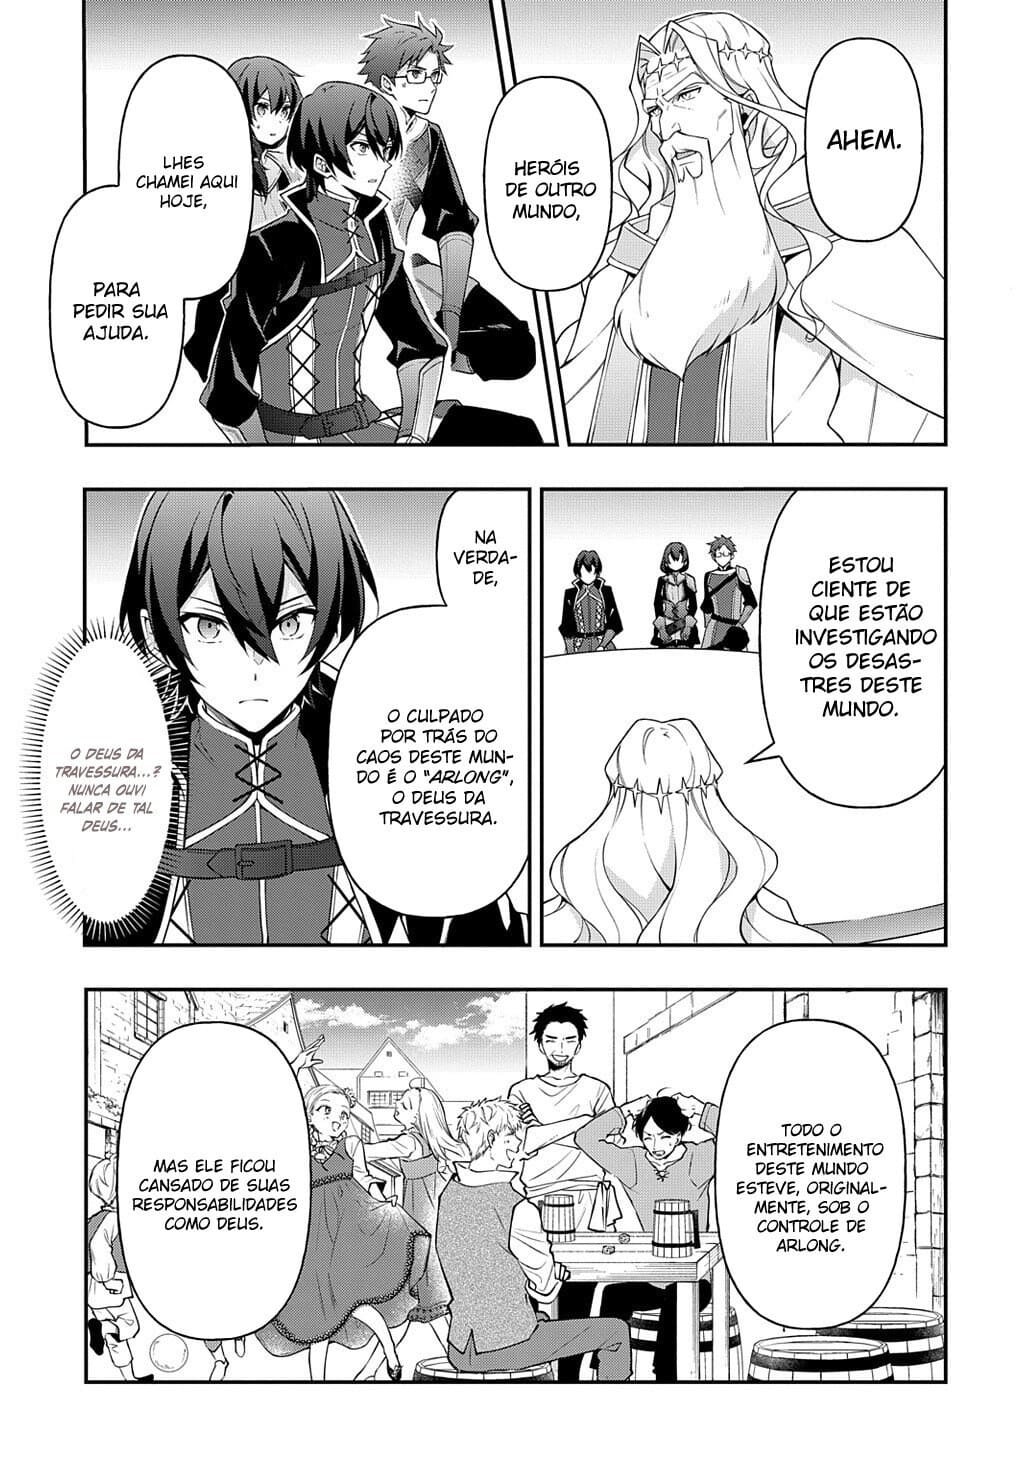 AHEM.
HERÓIS
DE OUTRO
MUNDO,
LHES
CHAMEI AQUI
HOJE,
PARA
PEDIR SUA
AJUDA.
ESTOU
CIENTE DE
QUE ESTÃO
INVESTIGANDO
OS DESAS-
TRES DESTE
MUNDO.
NA
VERDA-
DE,
O CULPADO
POR TRÁS DO
CAOS DESTE MUN-
DO É O "ARLONG",
O DEUS DA
TRAVESSURA.
O DEUS DA
TRAVESSURA...?
NUNCA OUVI
FALAR DE TAL
DEUS...
TODO O
ENTRETENIMENTO
DESTE MUNDO
ESTEVE, ORIGINAL-
MENTE, SOB O
CONTROLE DE
ARLONG.
MAS ELE FICOU
CANSADO DE SUAS
RESPONSABILIDADES
COMO DEUS.